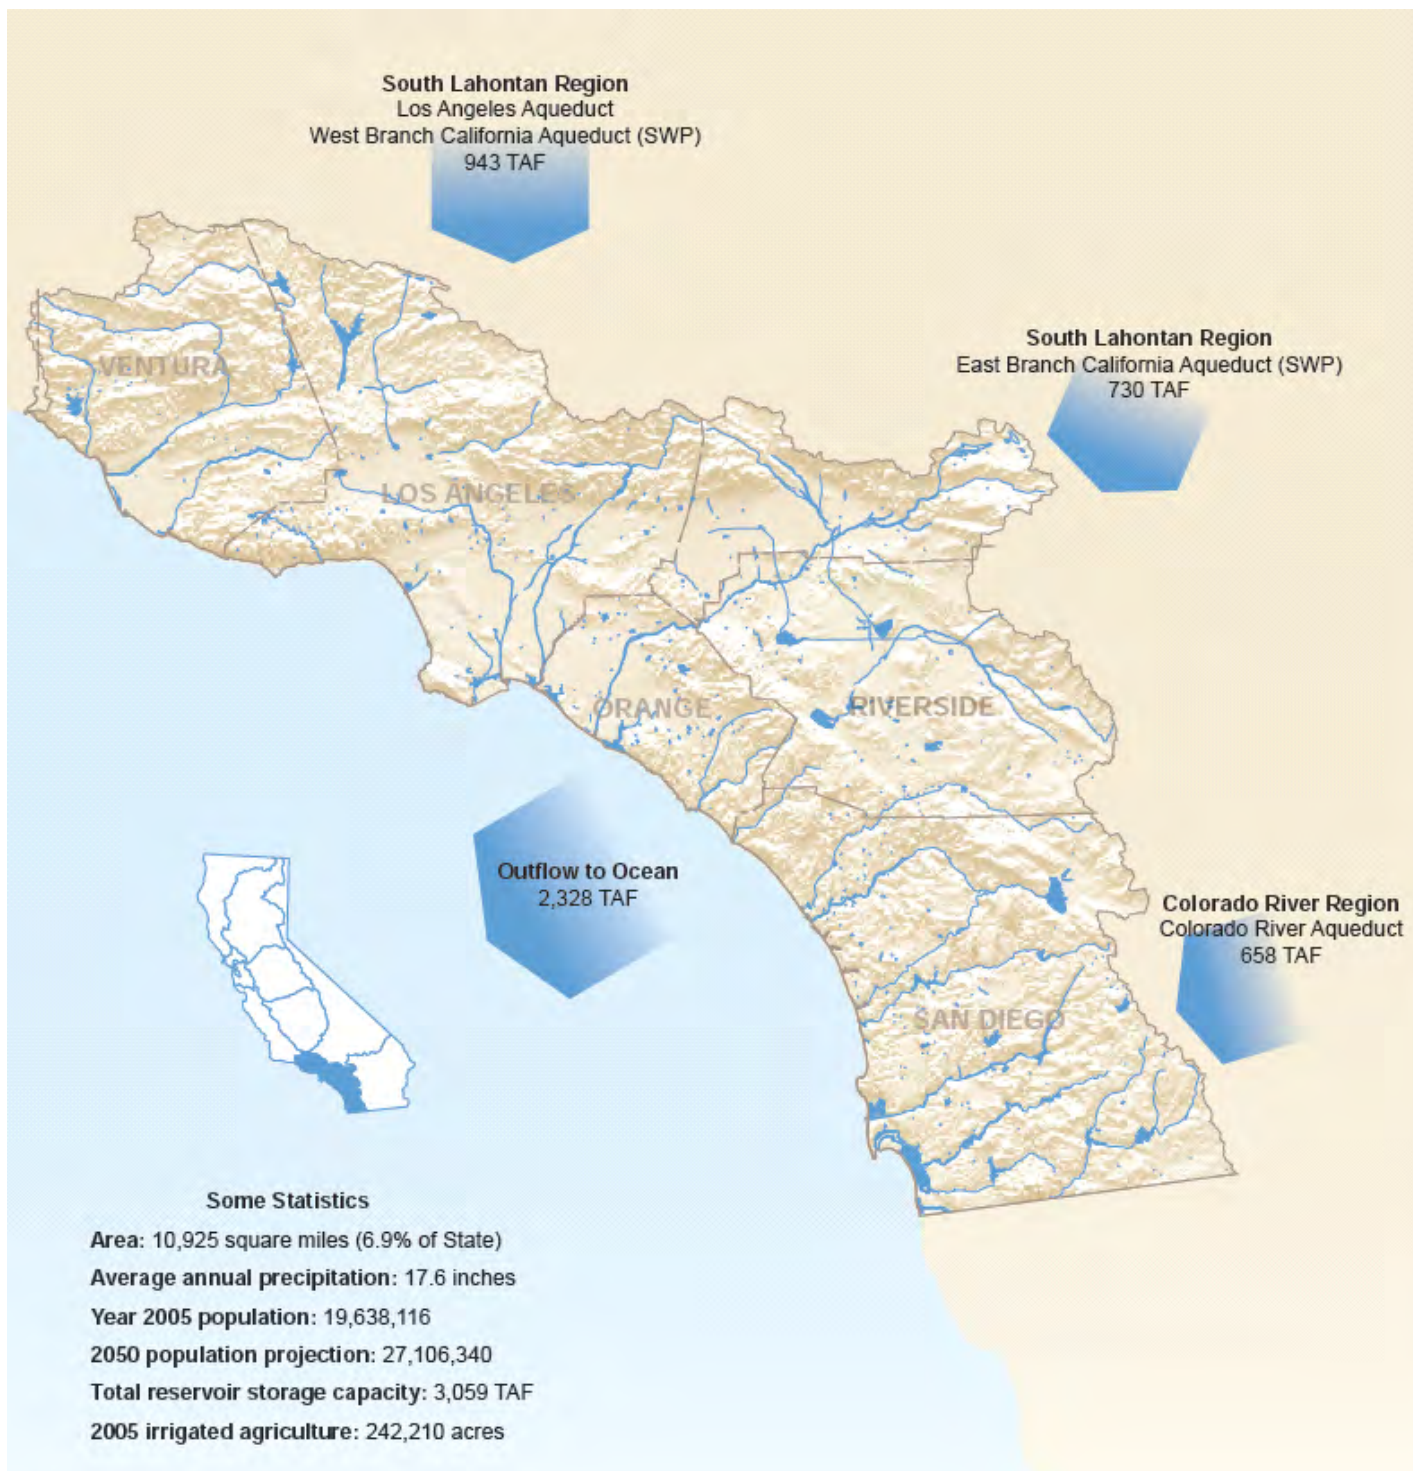 South Lahontan Region
Los Angeles Aqueduct
West Branch California Aqueduct (SWP)
943 TAF
South Lahontan Region
East Branch California Aqueduct (SWP)
730 TAF
VENTURA
LOS ANGELES
ORANGE
RIVERSIDE
Outflow to Ocean
2,328 TAF
Colorado River Region
Colorado River Aqueduct
658 TAF
SAN DIEGO
Some Statistics
Area: 10,925 square miles (6.9% of State)
Average annual precipitation: 17.6 inches
Year 2005 population: 19,638,116
2050 population projection: 27,106,340
Total reservoir storage capacity: 3,059 TAF
2005 irrigated agriculture: 242,210 acres